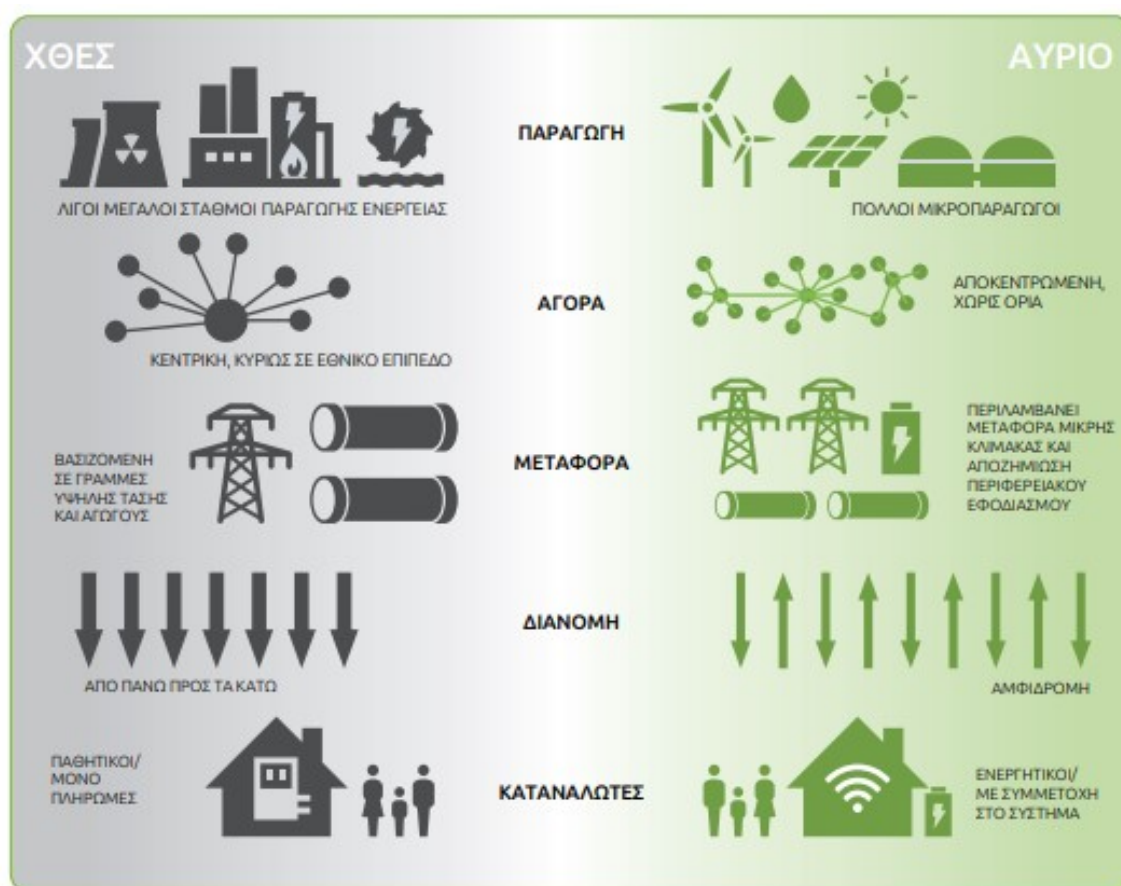 ΧΘΕΣ
ΑΥΡΙΟ
ΠΑΡΑΓΩΓΗ
ΛΙΓΟΙ ΜΕΓΑΛΟΙ ΣΤΑΘΜΟΙ ΠΑΡΑΓΩΓΗΣ ΕΝΕΡΓΕΙΑΣ
ΠΟΛΛΟΙ ΜΙΚΡΟΠΑΡΑΓΩΓΟΙ
ΑΓΟΡΑ
ΚΕΝΤΡΙΚΗ, ΚΥΡΙΩΣ ΣΕ ΕΘΝΙΚΟ ΕΠΙΠΕΔΟ
ΑΠΟΚΕΝΤΡΩΜΕΝΗ,
ΧΩΡΙΣ ΟΡΙΑ
ΜΕΤΑΦΟΡΑ
ΒΑΣΙΖΟΜΕΝΗ
ΣΕ ΓΡΑΜΜΕΣ
ΥΨΗΛΗΣ ΤΑΣΗΣ
ΚΑΙ ΑΓΩΓΟΥΣ
ΠΕΡΙΛΑΜΒΑΝΕΙ
ΜΕΤΑΦΟΡΑ ΜΙΚΡΗΣ
ΚΛΙΜΑΚΑΣ ΚΑΙ
ΑΠΟΖΗΜΙΩΣΗ
ΠΕΡΙΦΕΡΕΙΑΚΟΥ
ΕΦΟΔΙΑΣΜΟΥ
ΔΙΑΝΟΜΗ
ΑΠΟ ΠΑΝΩ ΠΡΟΣ ΤΑ ΚΑΤΩ
ΑΜΦΙΔΡΟΜΗ
ΚΑΤΑΝΑΛΩΤΕΣ
ΠΑΘΗΤΙΚΟΙ/
ΜΟΝΟ
ΠΛΗΡΩΜΕΣ
ΕΝΕΡΓΗΤΙΚΟΙ/
ΜΕ ΣΥΜΜΕΤΟΧΗ
ΣΤΟ ΣΥΣΤΗΜΑ